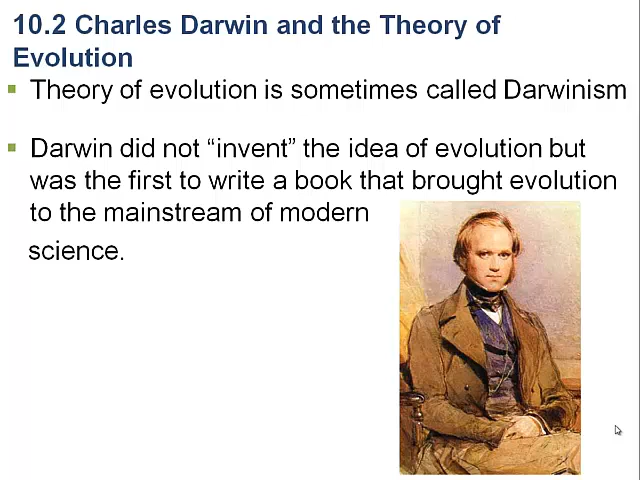 10.2 Charles Darwin and the Theory of
Evolution
Theory of evolution is sometimes called Darwinism
Darwin did not “invent” the idea of evolution but
was the first to write a book that brought evolution
to the mainstream of modern
science.